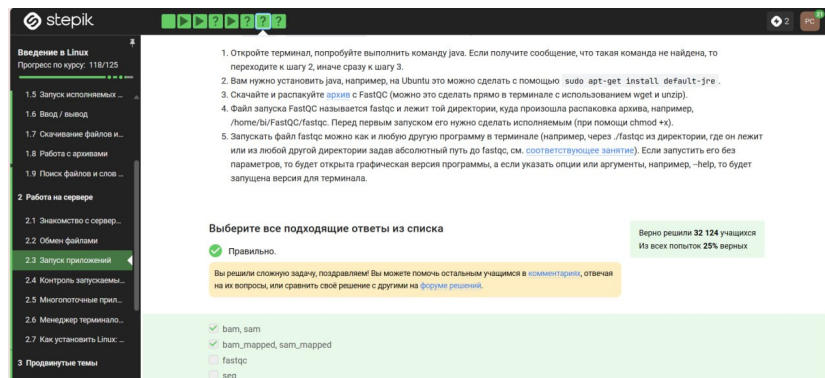 stepik
2
PC
21
Введение в Linux
Прогресс по курсу: 118/125
1.5 Запуск исполняемых ...
1.6 Ввод / вывод
1.7 Скачивание файлов и...
1.8 Работа с архивами
1.9 Поиск файлов и слов ...
2 Работа на сервере
2.1 Знакомство с сервер...
2.2 Обмен файлами
2.3 Запуск приложений
2.4 Контроль запускаемы...
2.5 Многопоточные прил...
2.6 Менеджер терминало...
2.7 Как установить Linux: ...
3 Продвинутые темы
1. Откройте терминал, попробуйте выполнить команду java. Если получите сообщение, что такая команда не найдена, то
переходите к шагу 2, иначе сразу к шагу 3.
2. Вам нужно установить java, например, на Ubuntu это можно сделать с помощью sudo apt-get install default-jre .
3. Скачайте и распакуйте архив с FastQC (можно это сделать прямо в терминале с использованием wget и unzip).
4. Файл запуска FastQC называется fastqc и лежит той директории, куда произошла распаковка архива, например,
/home/bi/FastQC/fastqc. Перед первым запуском его нужно сделать исполняемым (при помощи chmod +x).
5. Запускать файл fastqc можно как и любую другую программу в терминале (например, через ./fastqc из директории, где он лежит
или из любой другой директории задав абсолютный путь до fastqc, см. соответствующее занятие). Если запустить его без
параметров, то будет открыта графическая версия программы, а если указать опции или аргументы, например, --help, то будет
запущена версия для терминала.
Выберите все подходящие ответы из списка
Верно решили 32 124 учащихся
Из всех попыток 25% верных
Правильно.
Вы решили сложную задачу, поздравляем! Вы можете помочь остальным учащимся в комментариях, отвечая
на их вопросы, или сравнить своё решение с другими на форуме решений.
bam, sam
bam_mapped, sam_mapped
fastqc
seq